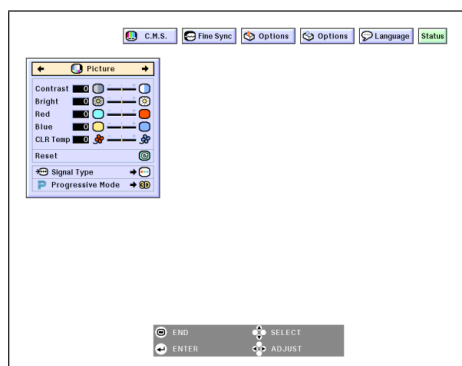 C.M.S. Fine Sync Options Options Language Status
Picture
Contrast 0
Bright 0
Red 0
Blue 0
CLR Temp 0
Reset
Signal Type
P Progressive Mode 3D
END SELECT
ENTER ADJUST